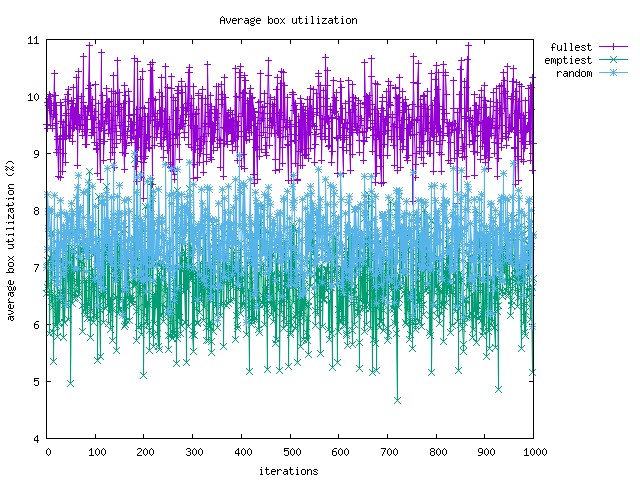 Average box utilization
fullest
emptiest
random
average box utilization (%)
11
10
9
8
7
6
5
4
0 100 200 300 400 500 600 700 800 900 1000
iterations